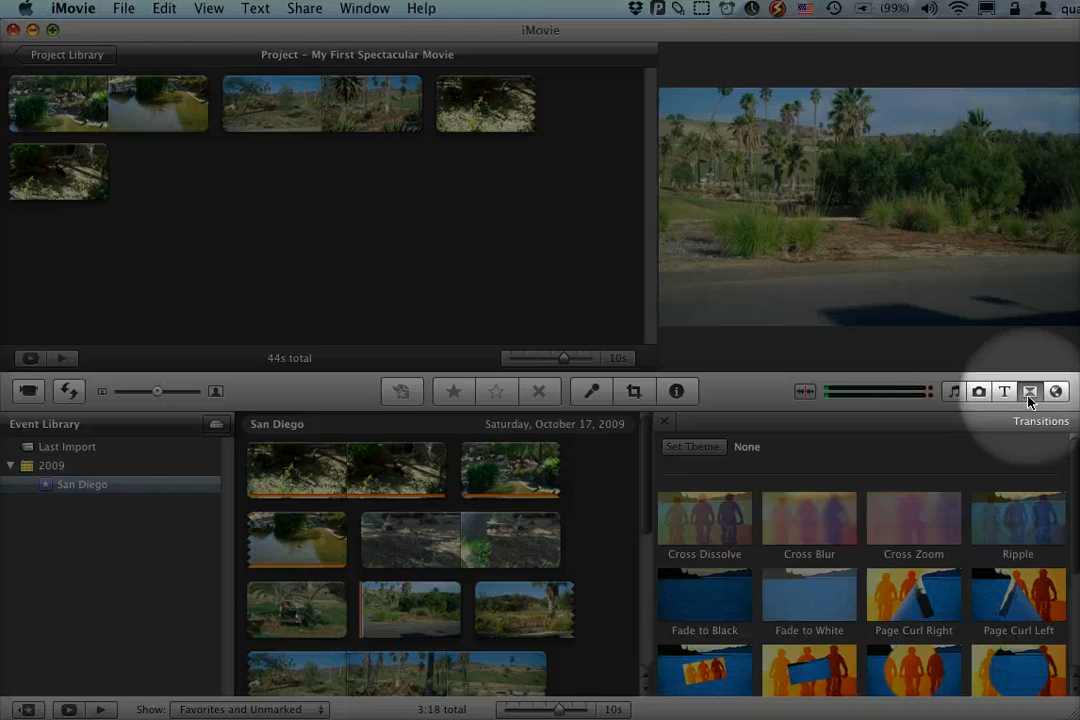 iMovie File Edit View Text Share Window Help (99%) qua
iMovie
Project Library Project - My First Spectacular Movie
44s total 10s
T
Transitions
Event Library San Diego Saturday, October 17, 2009
Set Theme: None
Last Import
2009
San Diego
Cross Dissolve Cross Blur Cross Zoom Ripple
Fade to Black Fade to White Page Curl Right Page Curl Left
Show: Favorites and Unmarked 3:18 total 10s